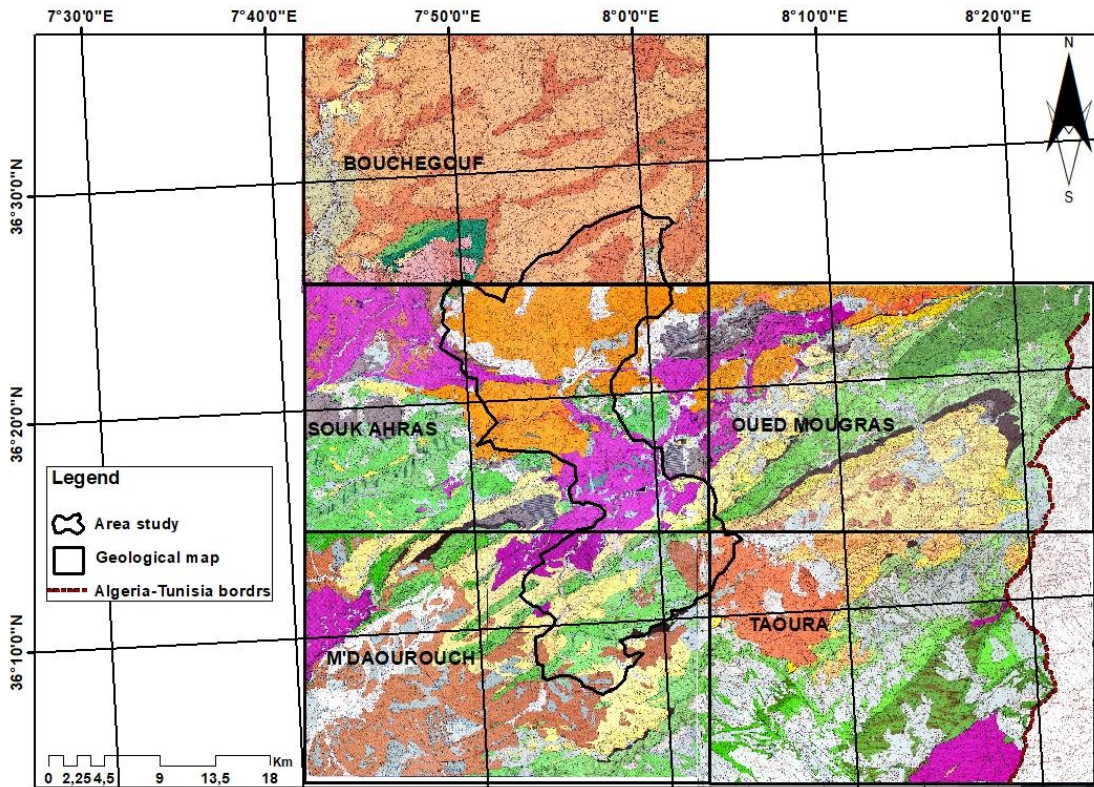 7°30'0"E 7°40'0"E 7°50'0"E 8°0'0"E 8°10'0"E 8°20'0"E
N
S
36°30'0"N
36°20'0"N
36°10'0"N
BOUCHEGOUF
SOUK AHRAS
OUED MOUGRAS
M'DAOUROUCH
TAOURA
Legend
Area study
Geological map
Algeria-Tunisia bordrs
Km
0 2,25 4,5 9 13,5 18